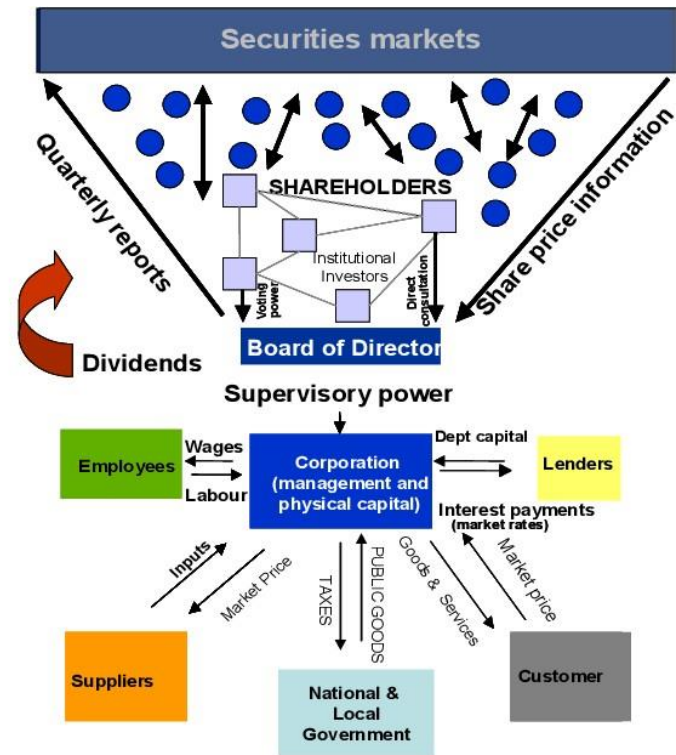 Securities markets
Quarterly reports
Share price information
SHAREHOLDERS
Institutional
Investors
Voting
power
Direct
consultation
Board of Director
Dividends
Supervisory power
Employees
Wages
Labour
Corporation
(management and
physical capital)
Dept capital
Lenders
Interest payments
(market rates)
Inputs
Market Price
TAXES
PUBLIC GOODS
Goods & Services
Market price
Suppliers
National &
Local
Government
Customer